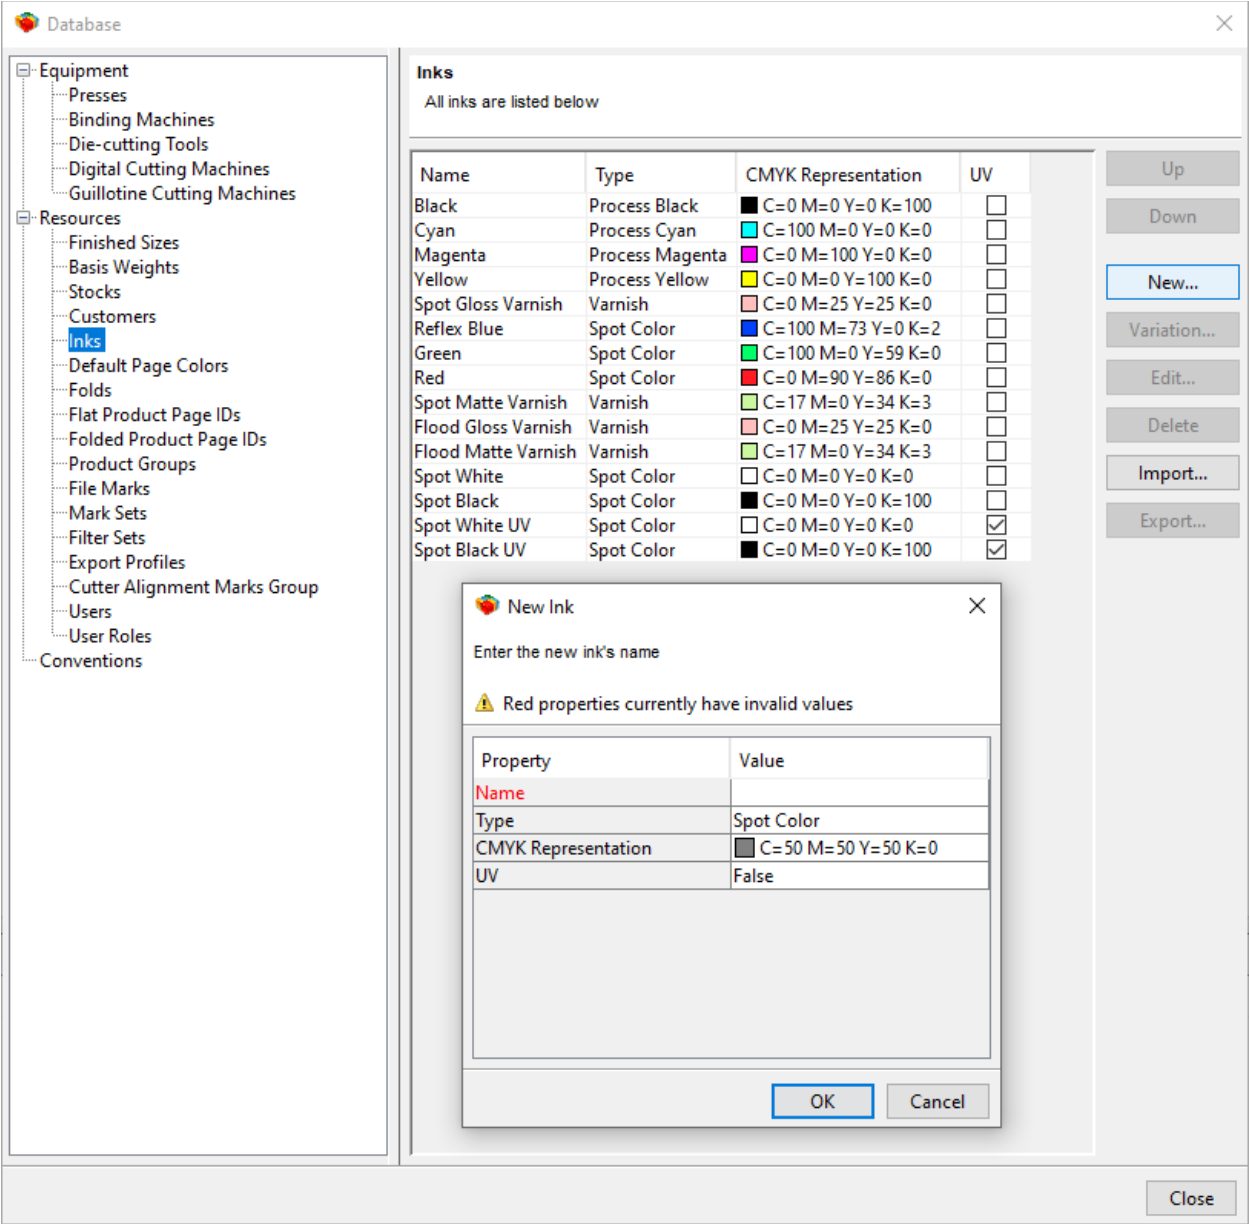 Database
Equipment
Presses
Binding Machines
Die-cutting Tools
Digital Cutting Machines
Guillotine Cutting Machines
Resources
Finished Sizes
Basis Weights
Stocks
Customers
Inks
Default Page Colors
Folds
Flat Product Page IDs
Folded Product Page IDs
Product Groups
File Marks
Mark Sets
Filter Sets
Export Profiles
Cutter Alignment Marks Group
Users
User Roles
Conventions
Inks
All inks are listed below
Name Type CMYK Representation UV
Black Process Black C=0 M=0 Y=0 K=100
Cyan Process Cyan C=100 M=0 Y=0 K=0
Magenta Process Magenta C=0 M=100 Y=0 K=0
Yellow Process Yellow C=0 M=0 Y=100 K=0
Spot Gloss Varnish Varnish C=0 M=25 Y=25 K=0
Reflex Blue Spot Color C=100 M=73 Y=0 K=2
Green Spot Color C=100 M=0 Y=59 K=0
Red Spot Color C=0 M=90 Y=86 K=0
Spot Matte Varnish Varnish C=17 M=0 Y=34 K=3
Flood Gloss Varnish Varnish C=0 M=25 Y=25 K=0
Flood Matte Varnish Varnish C=17 M=0 Y=34 K=3
Spot White Spot Color C=0 M=0 Y=0 K=0
Spot Black Spot Color C=0 M=0 Y=0 K=100
Spot White UV Spot Color C=0 M=0 Y=0 K=0
Spot Black UV Spot Color C=0 M=0 Y=0 K=100
Up
Down
New...
Variation...
Edit...
Delete
Import...
Export...
New Ink
Enter the new ink's name
Red properties currently have invalid values
Property Value
Name
Type Spot Color
CMYK Representation C=50 M=50 Y=50 K=0
UV False
OK Cancel
Close